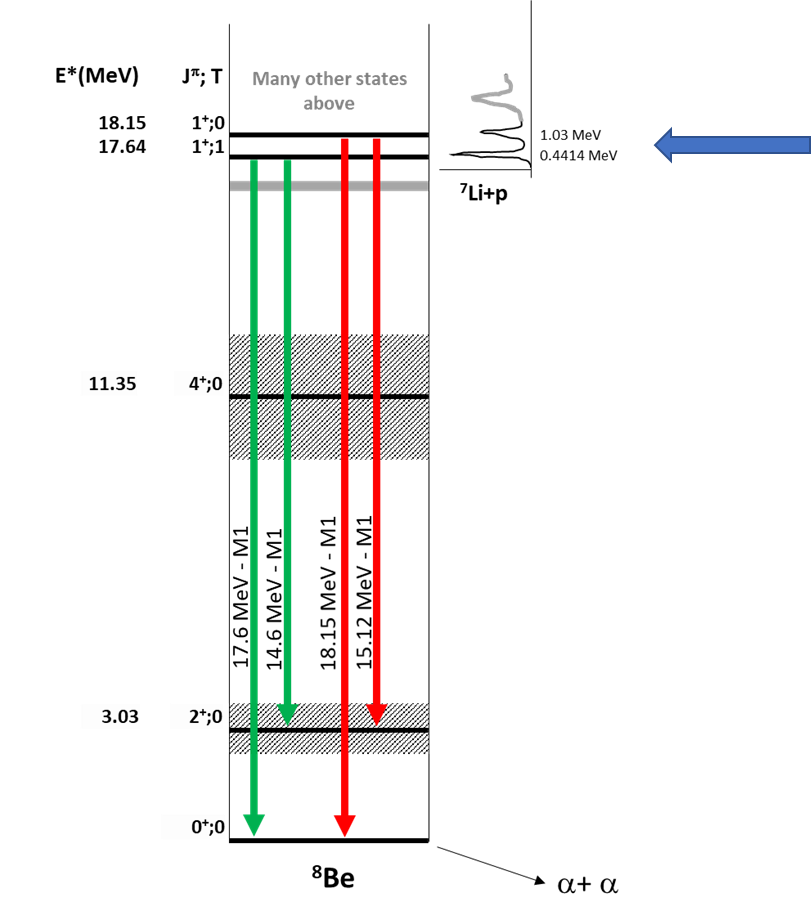 E*(MeV) Jπ; T
Many other states
above
18.15 1⁺;0
17.64 1⁺;1
1.03 MeV
0.4414 MeV
⁷Li+p
11.35 4⁺;0
17.6 MeV - M1
14.6 MeV - M1
18.15 MeV - M1
15.12 MeV - M1
3.03 2⁺;0
0⁺;0
⁸Be
α+ α